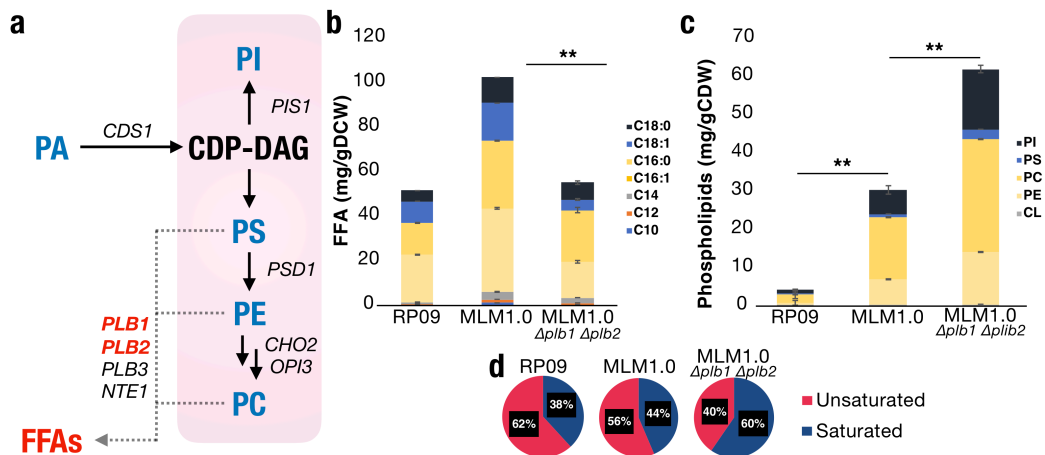 a
PI
PIS1
CDS1
PA
CDP-DAG
PS
PSD1
PE
PLB1
PLB2
PLB3
NTE1
CHO2
OPI3
PC
FFAs
b
FFA (mg/gDCW)
120
100
80
60
40
20
0
**
C18:0
C18:1
C16:0
C16:1
C14
C12
C10
RP09
MLM1.0
MLM1.0
Δplb1 Δplb2
c
Phospholipids (mg/gCDW)
70
60
50
40
30
20
10
0
**
**
PI
PS
PC
PE
CL
RP09
MLM1.0
MLM1.0
Δplb1 Δplib2
d
RP09
MLM1.0
MLM1.0
Δplb1 Δplb2
38%
62%
44%
56%
40%
60%
Unsaturated
Saturated